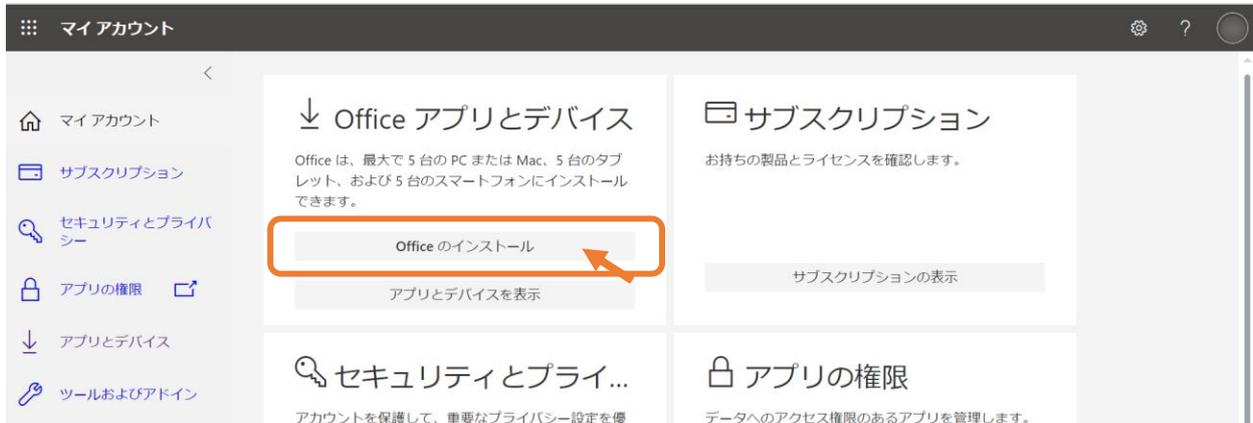 マイ アカウント
?
マイ アカウント
サブスクリプション
セキュリティとプライバ
シー
アプリの権限
アプリとデバイス
ツールおよびアドイン
Office アプリとデバイス
Office は、最大で 5 台の PC または Mac、5 台のタブ
レット、および 5 台のスマートフォンにインストール
できます。
Office のインストール
アプリとデバイスを表示
サブスクリプション
お持ちの製品とライセンスを確認します。
サブスクリプションの表示
セキュリティとプライ...
アカウントを保護して、重要なプライバシー設定を優
アプリの権限
データへのアクセス権限のあるアプリを管理します。